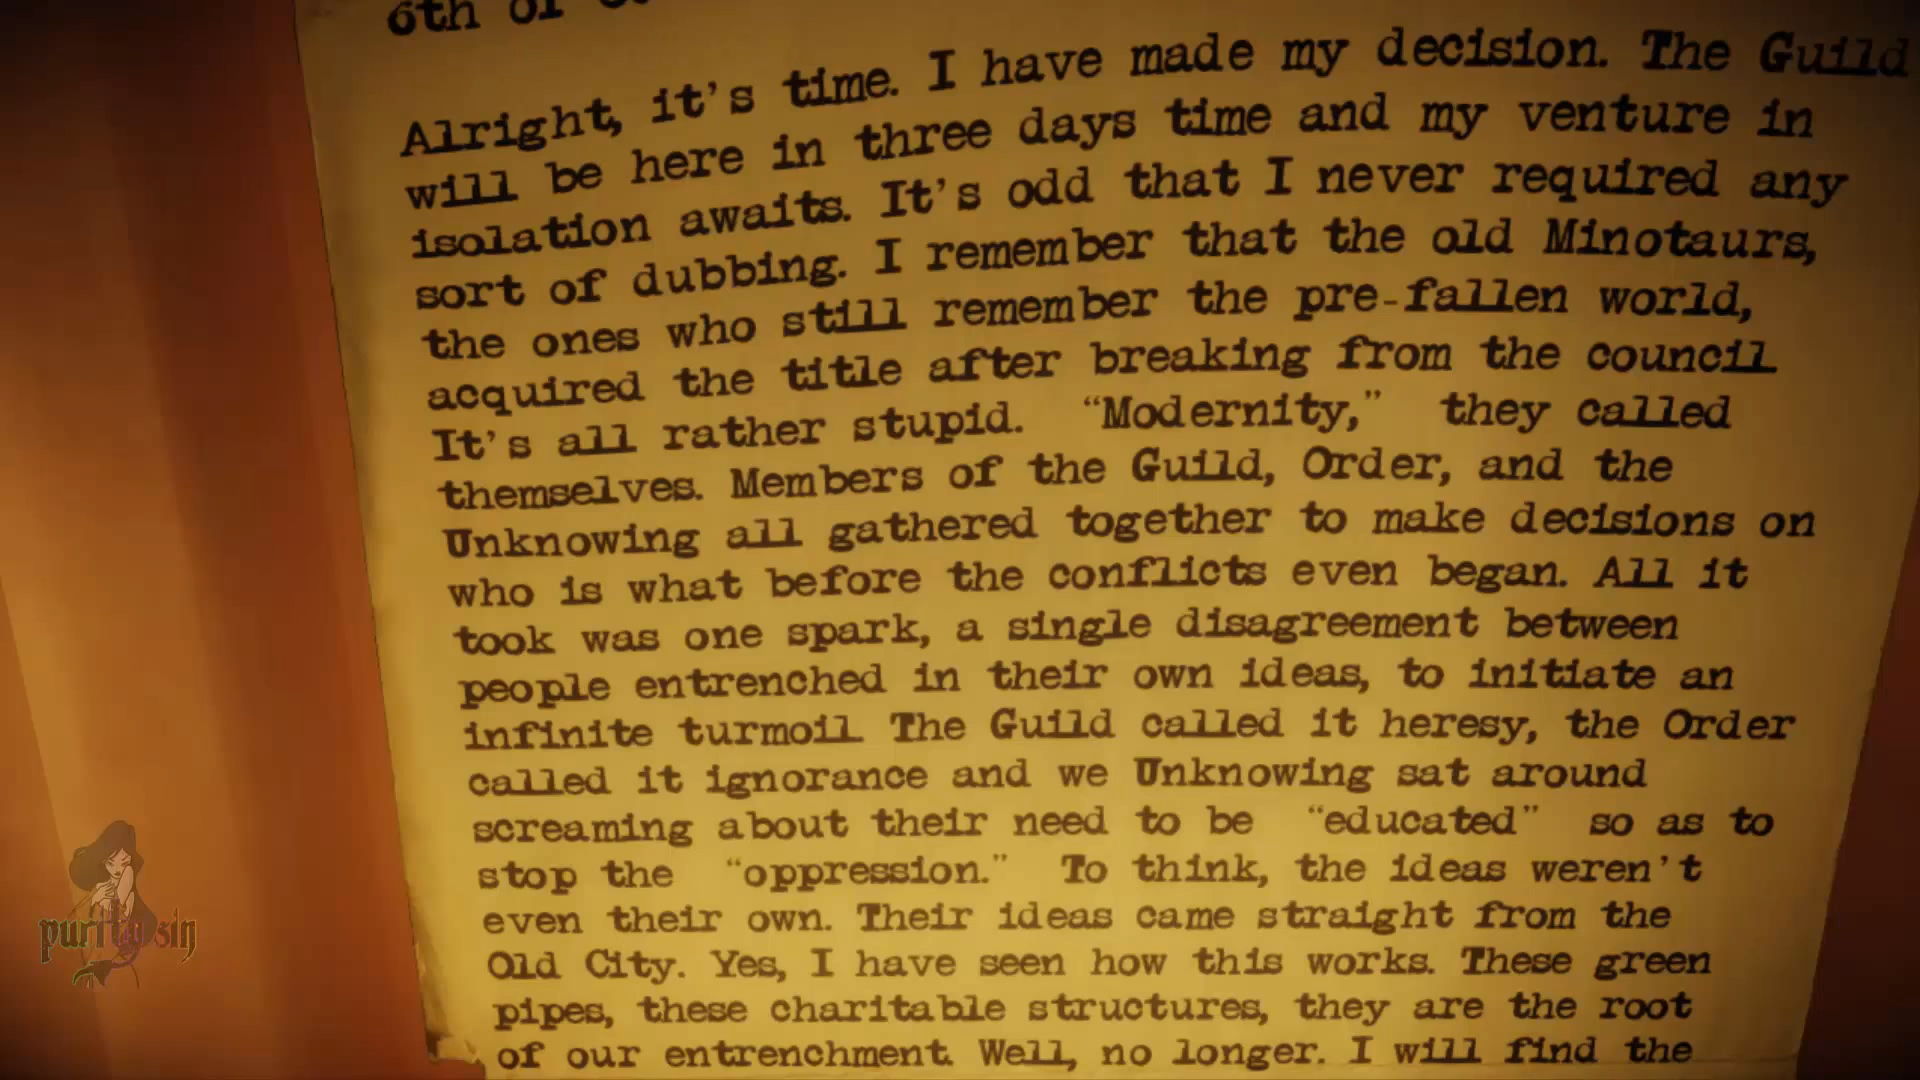 6th of
Alright, it's time. I have made my decision. The Guild
will be here in three days time and my venture in
isolation awaits. It's odd that I never required any
sort of dubbing. I remember that the old Minotaurs,
the ones who still remember the pre-fallen world,
acquired the title after breaking from the council
It's all rather stupid. “Modernity,” they called
themselves. Members of the Guild, Order, and the
Unknowing all gathered together to make decisions on
who is what before the conflicts even began. All it
took was one spark, a single disagreement between
people entrenched in their own ideas, to initiate an
infinite turmoil. The Guild called it heresy, the Order
called it ignorance and we Unknowing sat around
screaming about their need to be “educated” so as to
stop the “oppression.” To think, the ideas weren't
even their own. Their ideas came straight from the
Old City. Yes, I have seen how this works. These green
pipes, these charitable structures, they are the root
of our entrenchment. Well, no longer. I will find the
purity sin